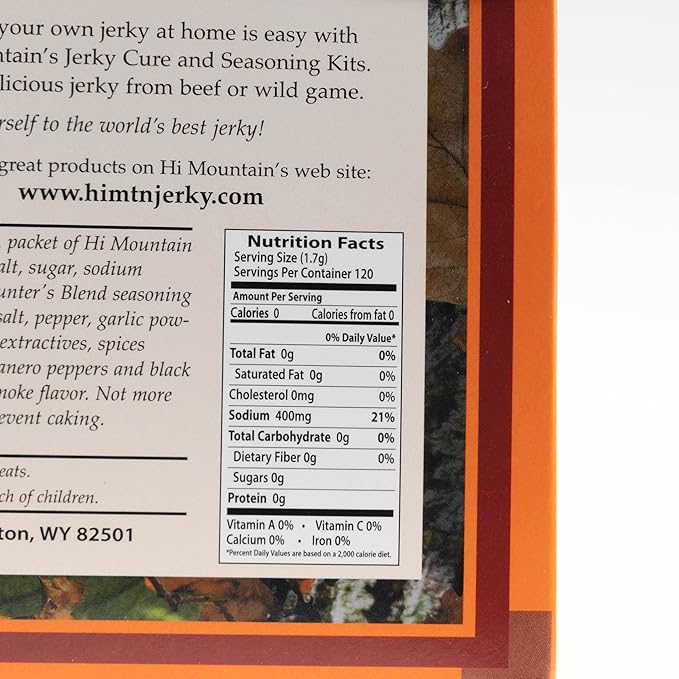 your own jerky at home is easy with
ntain's Jerky Cure and Seasoning Kits.
licious jerky from beef or wild game.
rself to the world's best jerky!
great products on Hi Mountain's web site:
www.himtnjerky.com
packet of Hi Mountain
alt, sugar, sodium
unter's Blend seasoning
salt, pepper, garlic pow-
extractives, spices
anero peppers and black
moke flavor. Not more
event caking.
eats.
ch of children.
ton, WY 82501
Nutrition Facts
Serving Size (1.7g)
Servings Per Container 120
Amount Per Serving
Calories 0 Calories from fat 0
0% Daily Value*
Total Fat 0g 0%
Saturated Fat 0g 0%
Cholesterol 0mg 0%
Sodium 400mg 21%
Total Carbohydrate 0g 0%
Dietary Fiber 0g 0%
Sugars 0g
Protein 0g
Vitamin A 0% • Vitamin C 0%
Calcium 0% • Iron 0%
*Percent Daily Values are based on a 2,000 calorie diet.